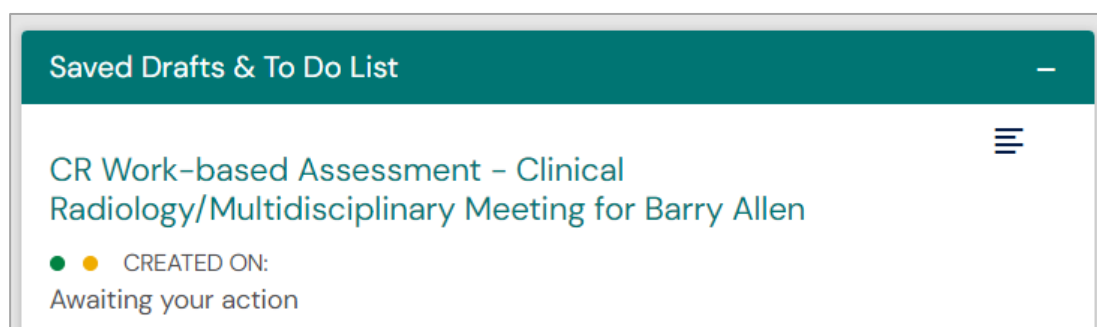 Saved Drafts & To Do List
CR Work-based Assessment - Clinical
Radiology/Multidisciplinary Meeting for Barry Allen
CREATED ON:
Awaiting your action